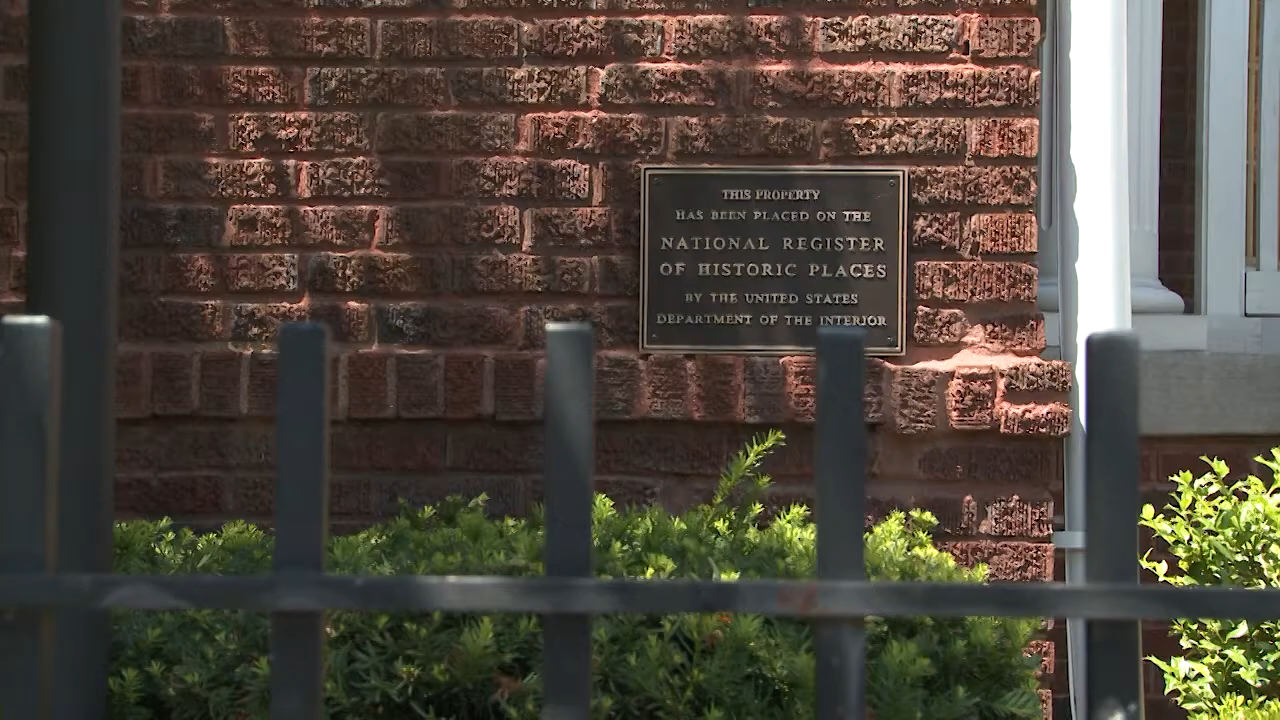 THIS PROPERTY
HAS BEEN PLACED ON THE
NATIONAL REGISTER
OF HISTORIC PLACES
BY THE UNITED STATES
DEPARTMENT OF THE INTERIOR